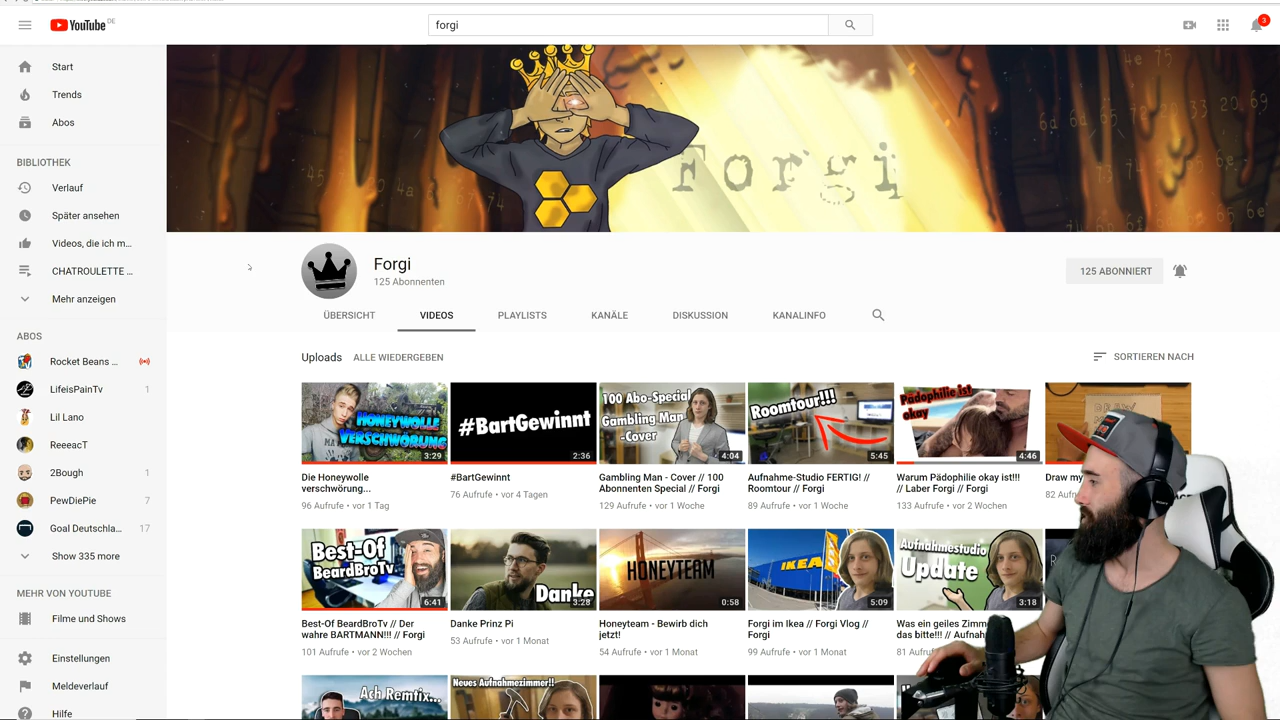 YouTube DE
forgi
3
Start
Trends
Abos
BIBLIOTHEK
Verlauf
Später ansehen
Videos, die ich m...
CHATROULETTE ...
Mehr anzeigen
ABOS
Rocket Beans ...
LifeisPainTv 1
Lil Lano
ReeeacT
2Bough 1
PewDiePie 7
Goal Deutschla... 17
Show 335 more
MEHR VON YOUTUBE
Filme und Shows
Einstellungen
Meldeverlauf
Hilfe
Forgi
Forgi
125 Abonnenten
125 ABONNIERT
ÜBERSICHT VIDEOS PLAYLISTS KANÄLE DISKUSSION KANALINFO
Uploads ALLE WIEDERGEBEN
SORTIEREN NACH
HONEYWOLLE
VERSCHWÖRUNG
3:29
Die Honeywolle
verschwörung...
96 Aufrufe • vor 1 Tag
#BartGewinnt
2:36
#BartGewinnt
76 Aufrufe • vor 4 Tagen
100 Abo-Special
Gambling Man
-Cover
4:04
Gambling Man - Cover // 100
Abonnenten Special // Forgi
129 Aufrufe • vor 1 Woche
Roomtour!!!
5:45
Aufnahme-Studio FERTIG! //
Roomtour // Forgi
89 Aufrufe • vor 1 Woche
Pädophilie ist
okay
4:46
Warum Pädophilie okay ist!!!
// Laber Forgi // Forgi
133 Aufrufe • vor 2 Wochen
Draw my
82 Aufr
Best-Of
BeardBroTv
6:41
Best-Of BeardBroTv // Der
wahre BARTMANN!!! // Forgi
101 Aufrufe • vor 2 Wochen
Danke
3:28
Danke Prinz Pi
53 Aufrufe • vor 1 Monat
HONEYTEAM
0:58
Honeyteam - Bewirb dich
jetzt!
54 Aufrufe • vor 1 Monat
IKEA
5:09
Forgi im Ikea // Forgi Vlog //
Forgi
99 Aufrufe • vor 1 Monat
Aufnahmestudio
Update
3:18
Was ein geiles Zimm
das bitte!!! // Aufnah
81 Aufr
Ach Remtix...
Neues Aufnahmezimmer!!